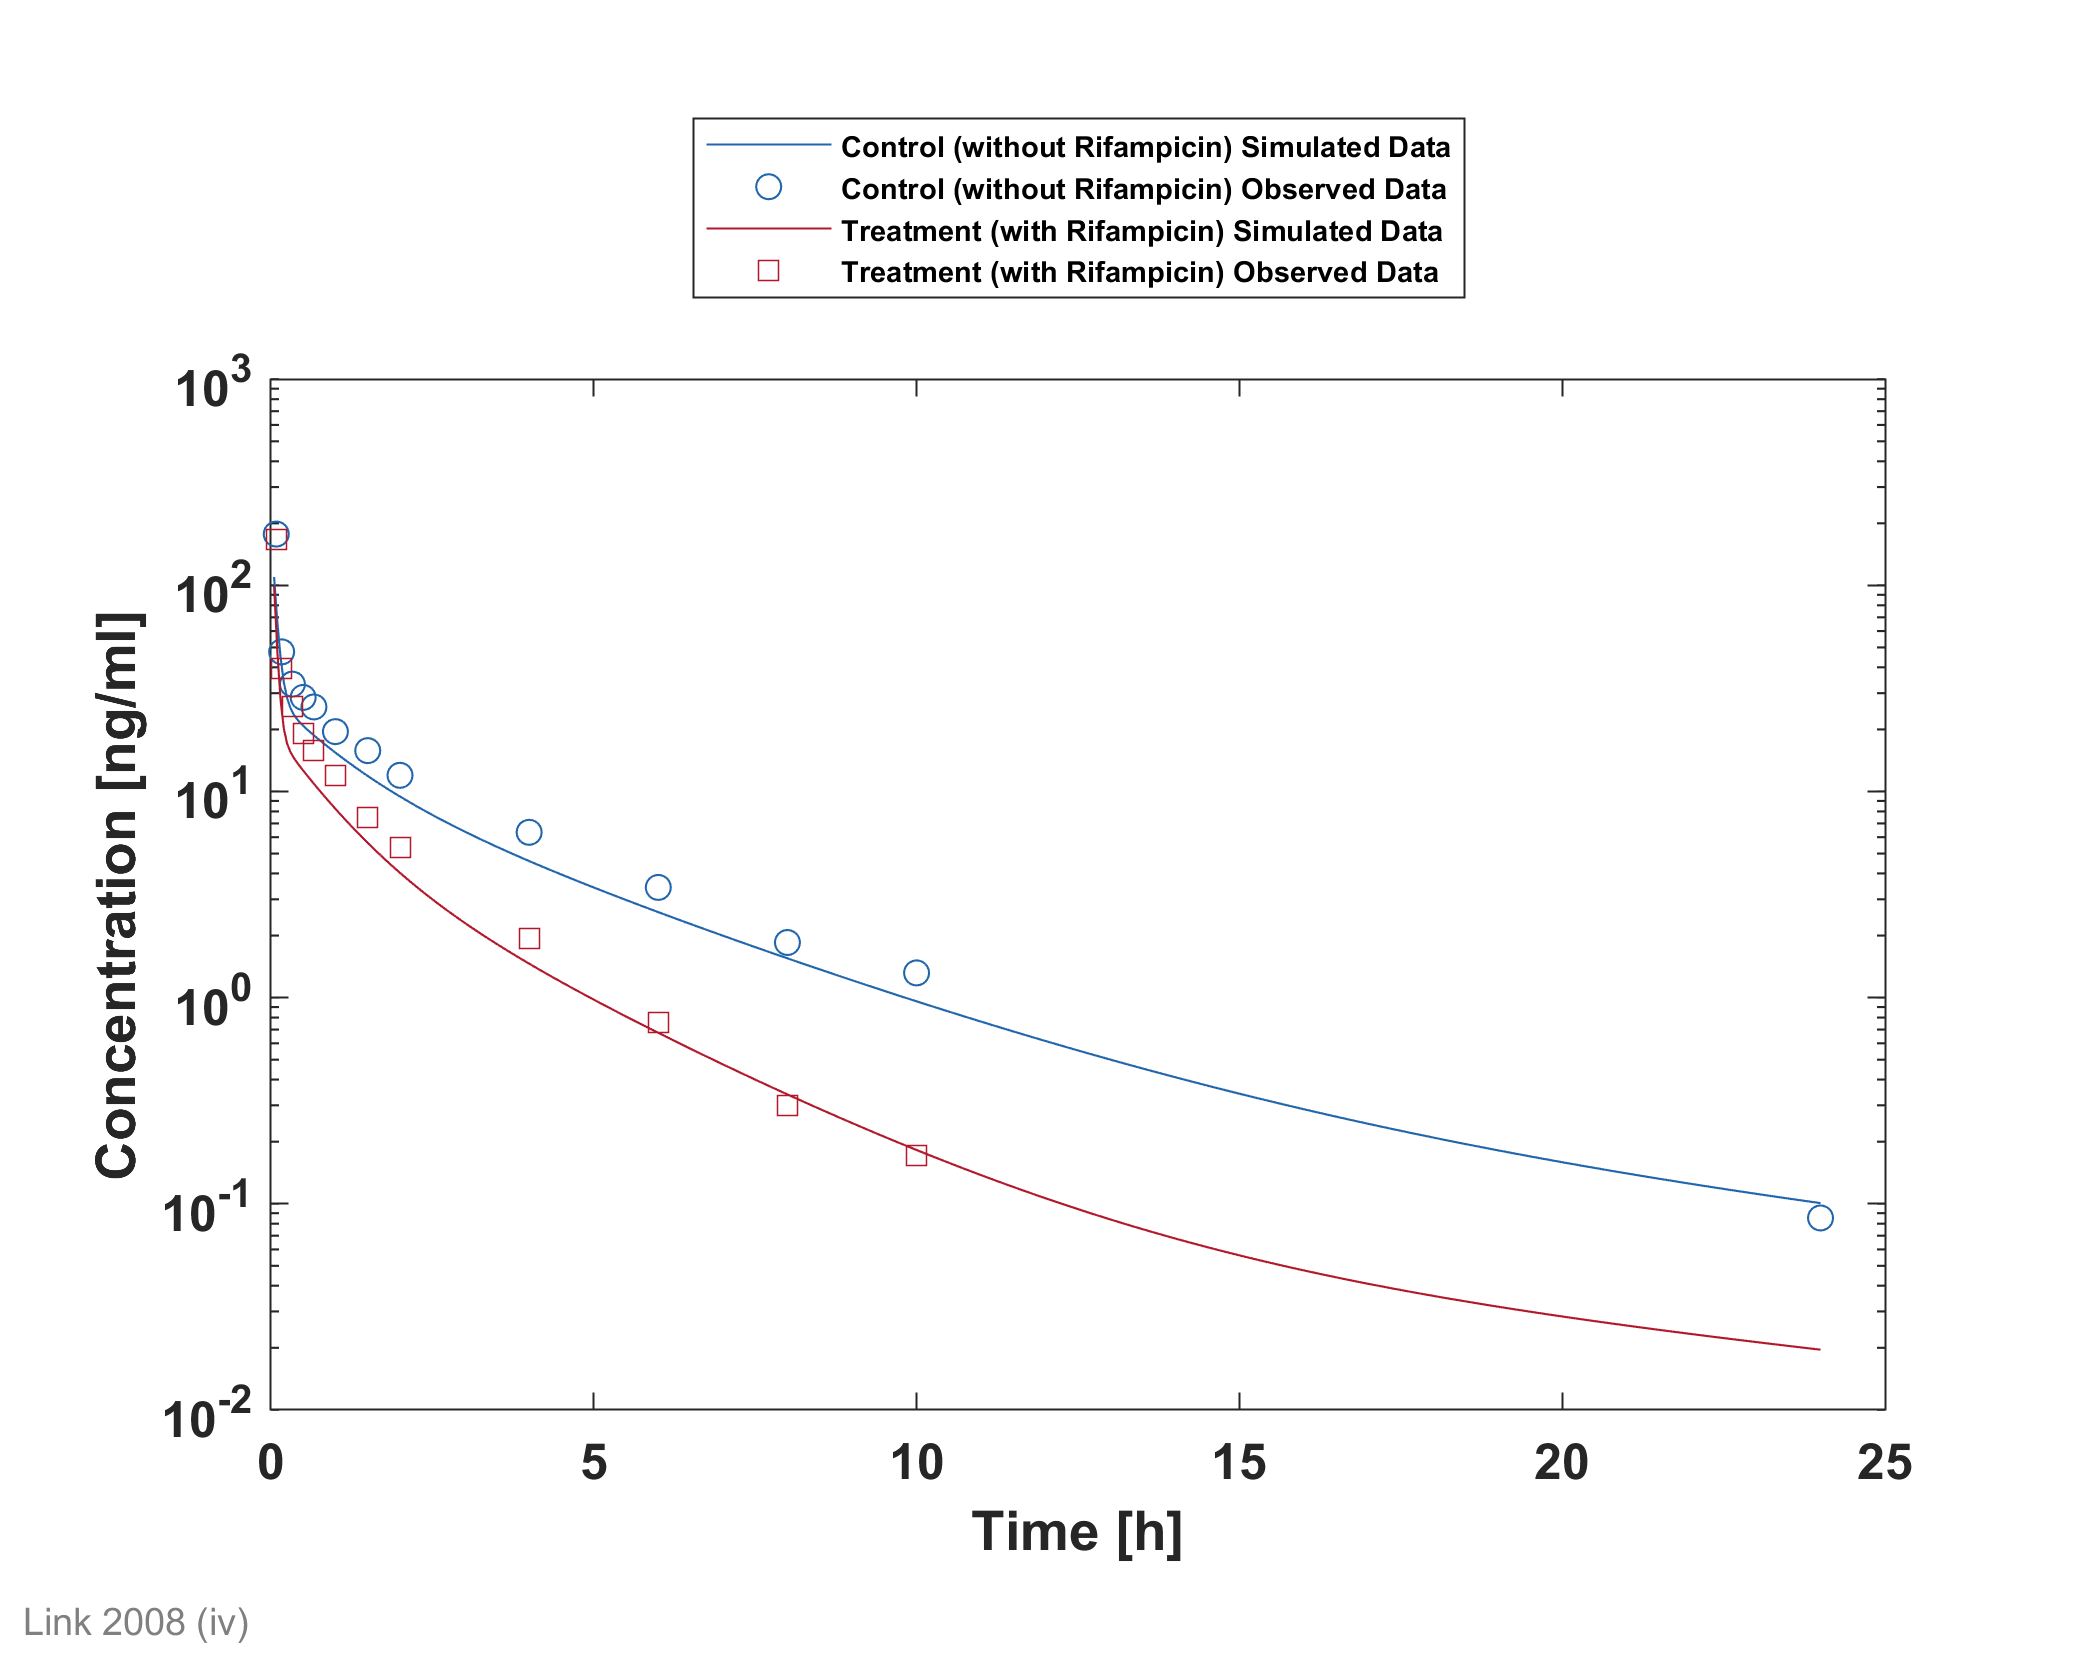 Control (without Rifampicin) Simulated Data
Control (without Rifampicin) Observed Data
Treatment (with Rifampicin) Simulated Data
Treatment (with Rifampicin) Observed Data
10^3
10^2
10^1
10^0
10^-1
10^-2
Concentration [ng/ml]
0 5 10 15 20 25
Time [h]
Link 2008 (iv)